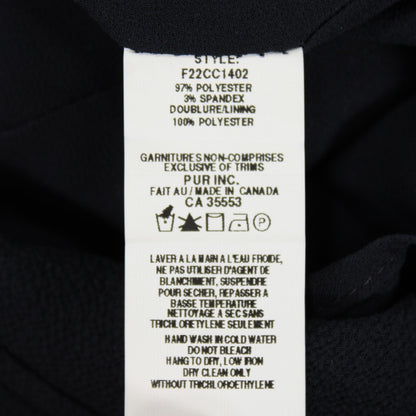 STYLE:
F22CC1402
97% POLYESTER
3% SPANDEX
DOUBLURE/LINING
100% POLYESTER
GARNITURES NON-COMPRISES
EXCLUSIVE OF TRIMS
PUR INC.
FAIT AU / MADE IN CANADA
CA 35553
LAVER A LA MAIN A L'EAU FROIDE,
NE PAS UTILISER D'AGENT DE
BLANCHIMENT, SUSPENDRE
POUR SECHER, REPASSER A
BASSE TEMPERATURE
NETTOYAGE A SEC SANS
TRICHLORETYLENE SEULEMENT
HAND WASH IN COLD WATER
DO NOT BLEACH
HANG TO DRY, LOW IRON
DRY CLEAN ONLY
WITHOUT TRICHLOROETHYLENE